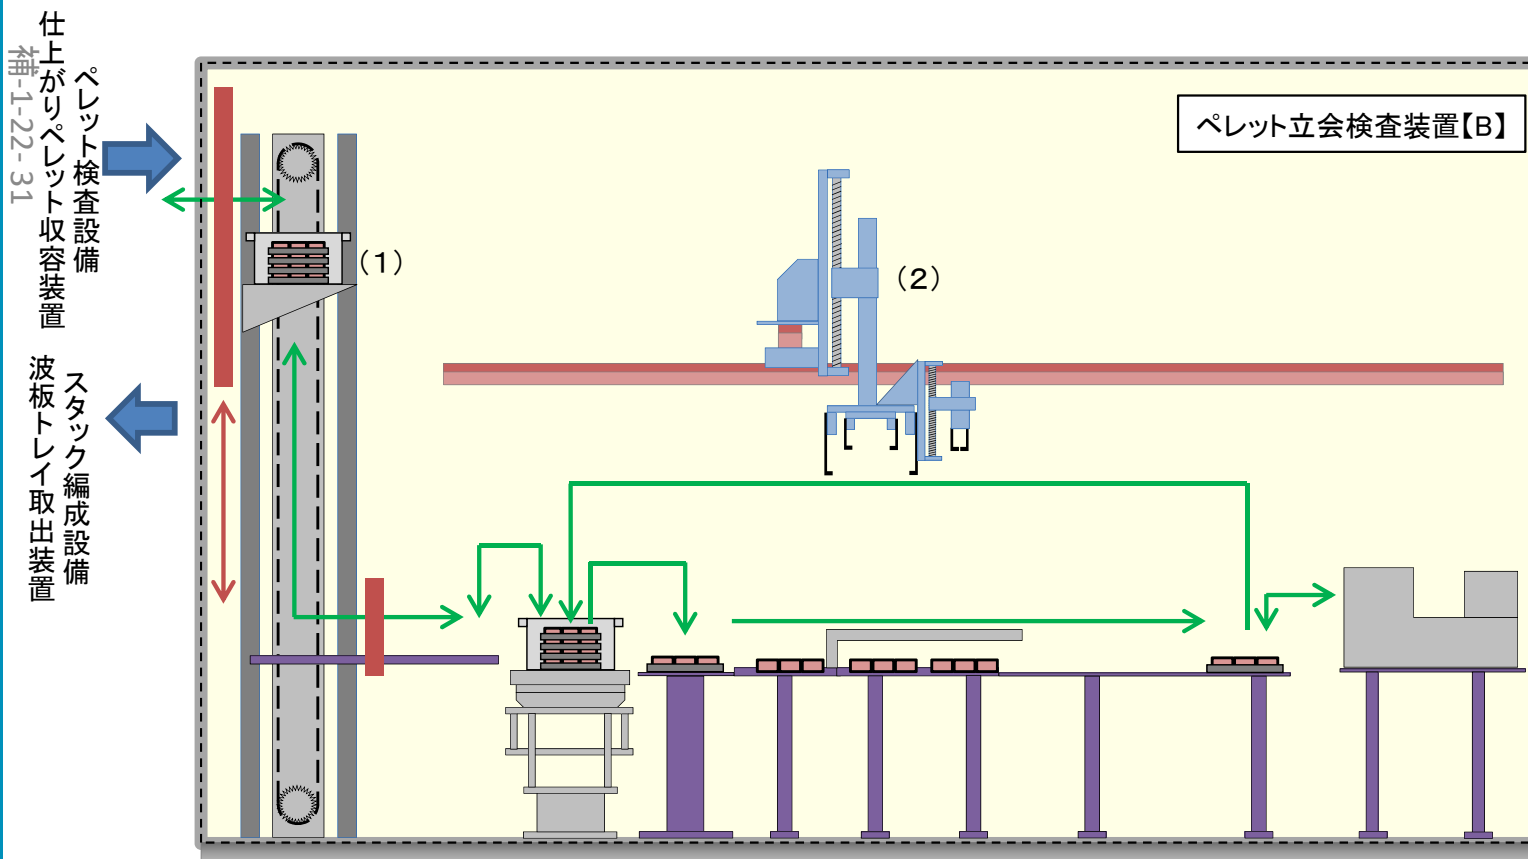 ペレット検査設備
仕上がりペレット収容装置
補-1-22-31
スタック編成設備
波板トレイ取出装置
ペレット立会検査装置【B】
(1)
(2)